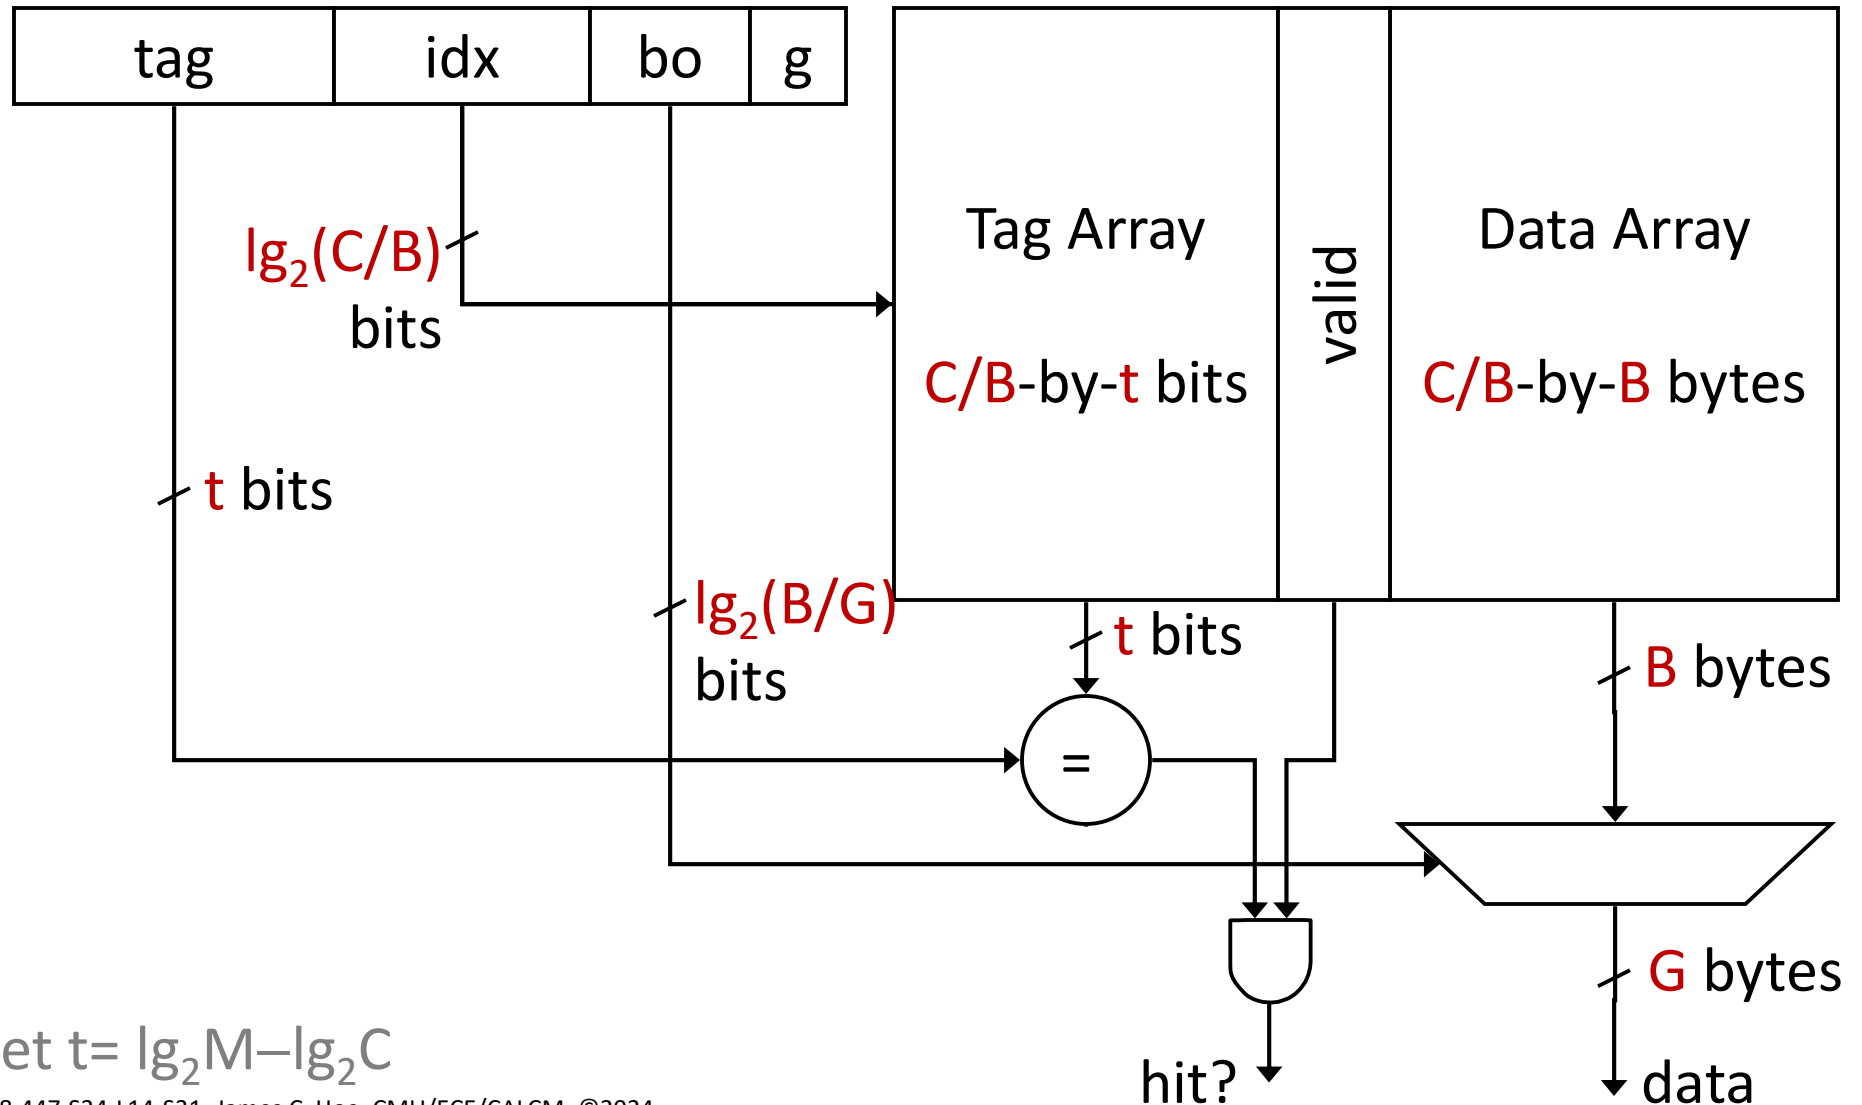 tag idx bo g
Tag Array
valid
Data Array
lg₂(C/B)
bits
C/B-by-t bits
C/B-by-B bytes
t bits
lg₂(B/G)
bits
t bits
B bytes
=
G bytes
et t= lg₂M–lg₂C
hit?
data